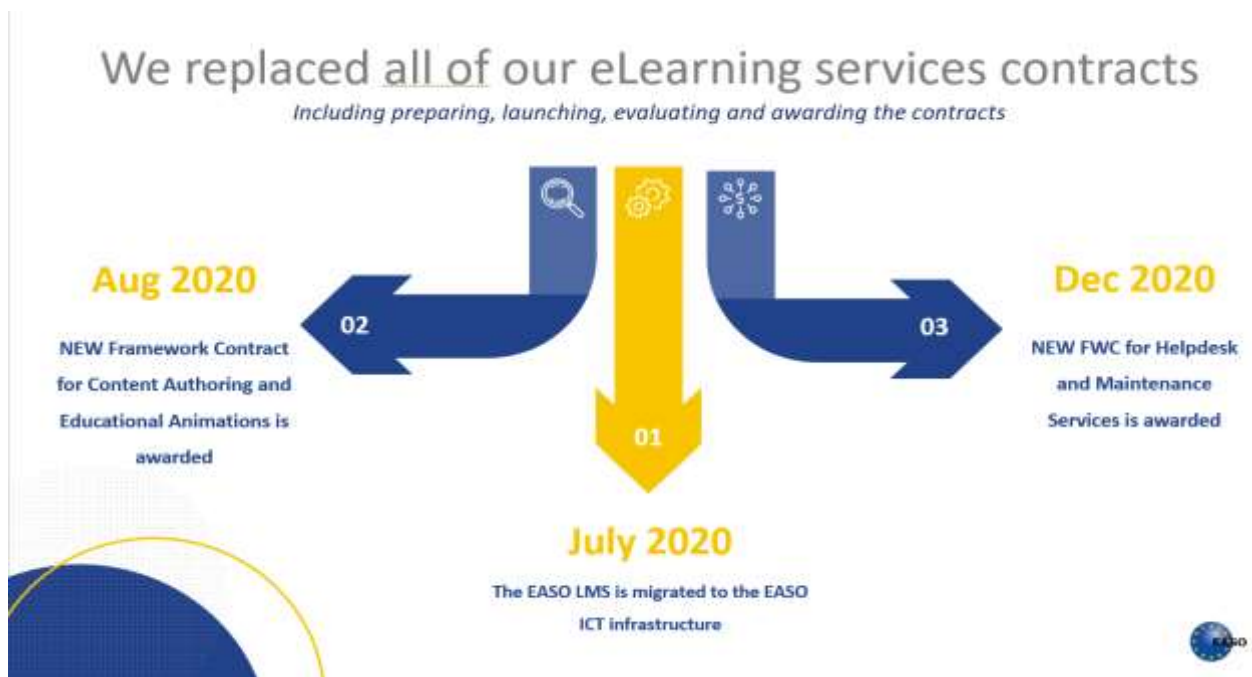 We replaced all of our eLearning services contracts
Including preparing, launching, evaluating and awarding the contracts
Aug 2020
02
NEW Framework Contract
for Content Authoring and
Educational Animations is
awarded
01
July 2020
The EASO LMS is migrated to the EASO
ICT infrastructure
03
Dec 2020
NEW FWC for Helpdesk
and Maintenance
Services is awarded
EASO